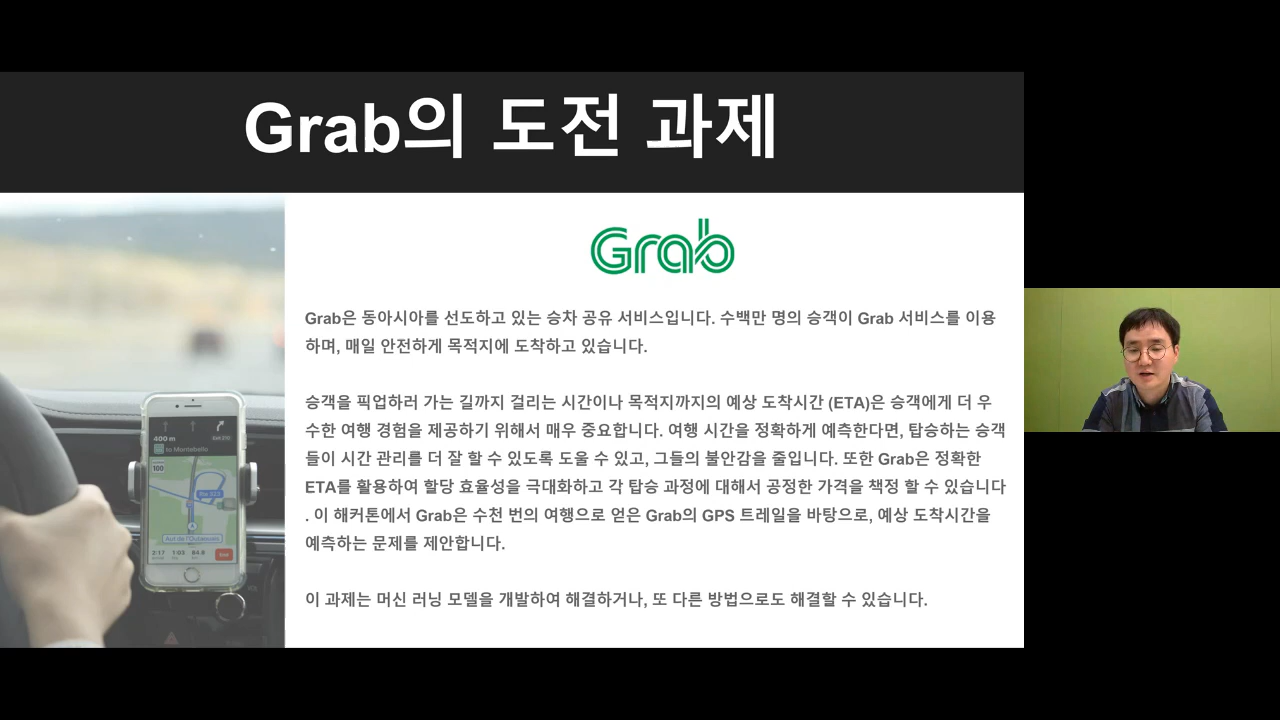 Grab의 도전 과제
Grab
Grab은 동아시아를 선도하고 있는 승차 공유 서비스입니다. 수백만 명의 승객이 Grab 서비스를 이용
하며, 매일 안전하게 목적지에 도착하고 있습니다.
승객을 픽업하러 가는 길까지 걸리는 시간이나 목적지까지의 예상 도착시간 (ETA)은 승객에게 더 우
수한 여행 경험을 제공하기 위해서 매우 중요합니다. 여행 시간을 정확하게 예측한다면, 탑승하는 승객
들이 시간 관리를 더 잘 할 수 있도록 도울 수 있고, 그들의 불안감을 줄입니다. 또한 Grab은 정확한
ETA를 활용하여 할당 효율성을 극대화하고 각 탑승 과정에 대해서 공정한 가격을 책정 할 수 있습니다
. 이 해커톤에서 Grab은 수천 번의 여행으로 얻은 Grab의 GPS 트레일을 바탕으로, 예상 도착시간을
예측하는 문제를 제안합니다.
이 과제는 머신 러닝 모델을 개발하여 해결하거나, 또 다른 방법으로도 해결할 수 있습니다.
400 m
to Montebello
100
2:17 1:03 84.8